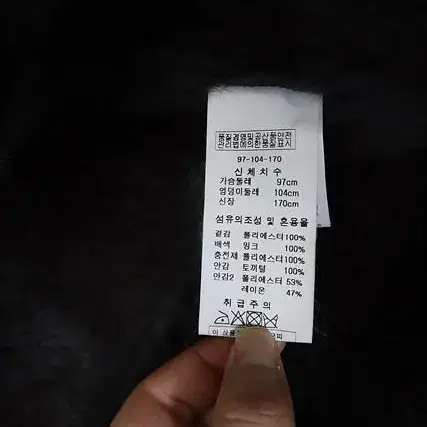 품질경영및공산품안전
관리법에의한품질표시
97-104-170
신체치수
가슴둘레 97cm
엉덩이둘레 104cm
신장 170cm
섬유의조성 및 혼용율
겉감 폴리에스터100%
배색 밍크 100%
충전재 폴리에스터100%
안감 토끼털 100%
안감2 폴리에스터 53%
레이온 47%
취급주의
이 상품